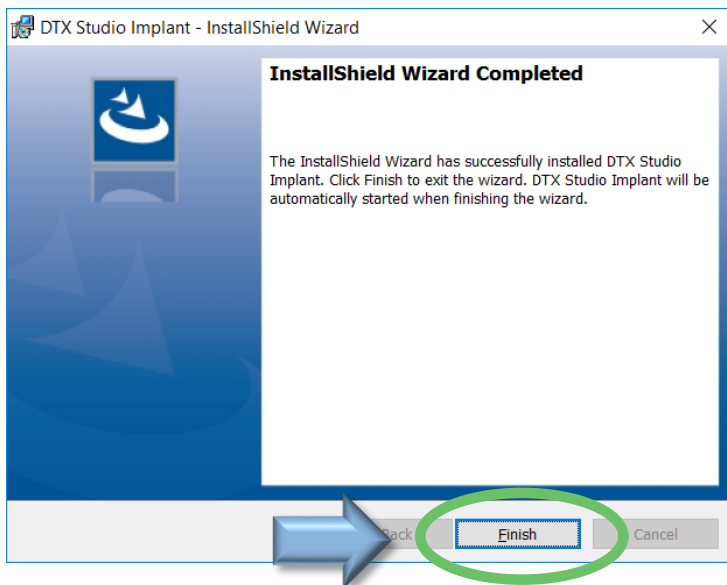 DTX Studio Implant - InstallShield Wizard
InstallShield Wizard Completed
The InstallShield Wizard has successfully installed DTX Studio
Implant. Click Finish to exit the wizard. DTX Studio Implant will be
automatically started when finishing the wizard.
Finish
Cancel